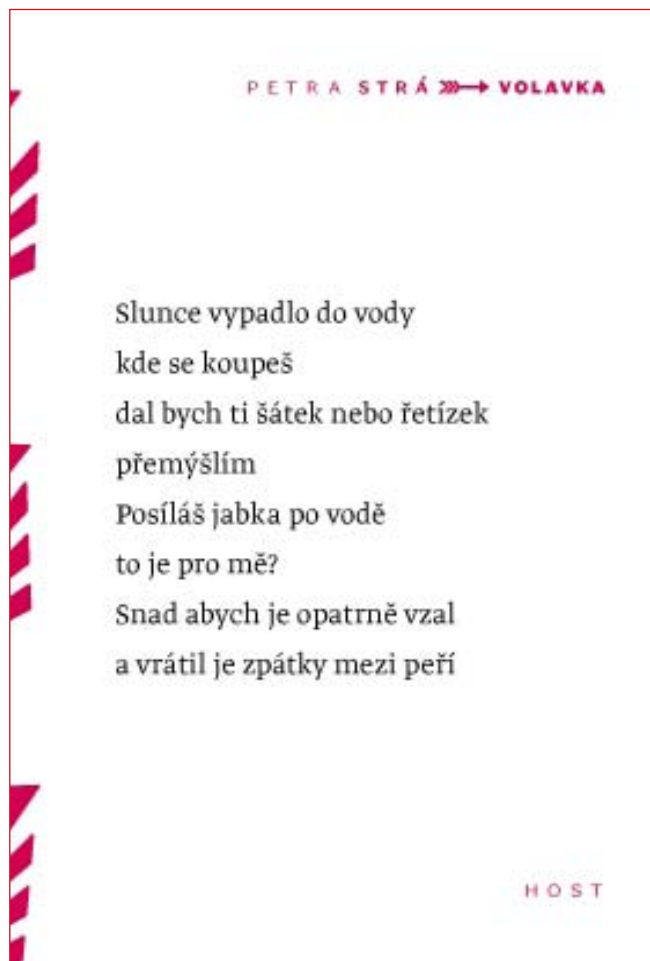 PETRA STRÁ VOLAVKA
Slunce vypadlo do vody
kde se koupeš
dal bych ti šátek nebo řetízek
přemýšlím
Posíláš jabka po vodě
to je pro mě?
Snad abych je opatrně vzal
a vrátil je zpátky mezi peří
HOST